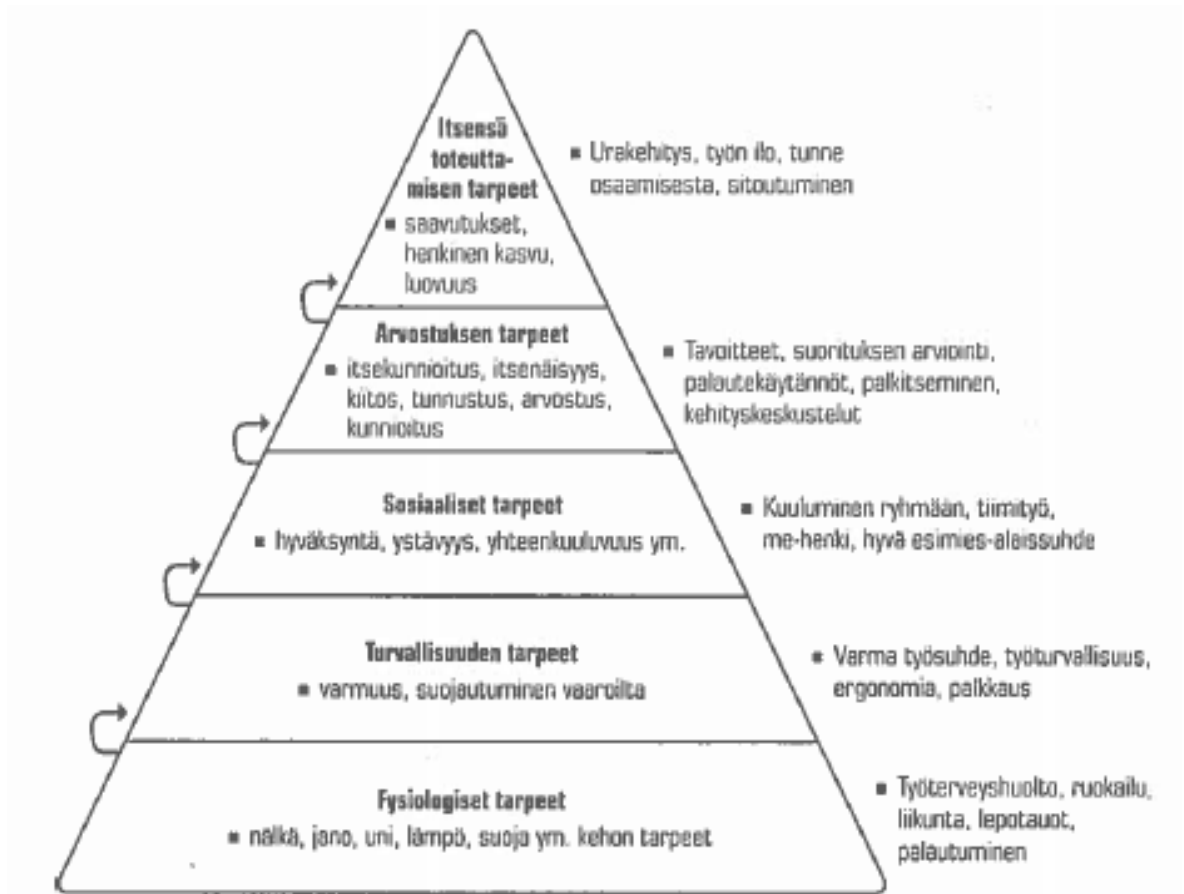 Itsensä
toteutta-
misen tarpeet
▪ saavutukset,
henkinen kasvu,
luovuus
▪ Urakehitys, työn ilo, tunne
osaamisesta, sitoutuminen
Arvostuksen tarpeet
▪ itsekunnioitus, itsenäisyys,
kiitos, tunnustus, arvostus,
kunnioitus
▪ Tavoitteet, suorituksen arviointi,
palautekäytännöt, palkitseminen,
kehityskeskustelut
Sosiaaliset tarpeet
▪ hyväksyntä, ystävyys, yhteenkuuluvuus ym.
▪ Kuuluminen ryhmään, tiimityö,
me-henki, hyvä esimies-alaissuhde
Turvallisuuden tarpeet
▪ varmuus, suojautuminen vaaroilta
▪ Varma työsuhde, työturvallisuus,
ergonomia, palkkaus
Fysiologiset tarpeet
▪ nälkä, jano, uni, lämpö, suoja ym. kehon tarpeet
▪ Työterveyshuolto, ruokailu,
liikunta, lepotauot,
palautuminen